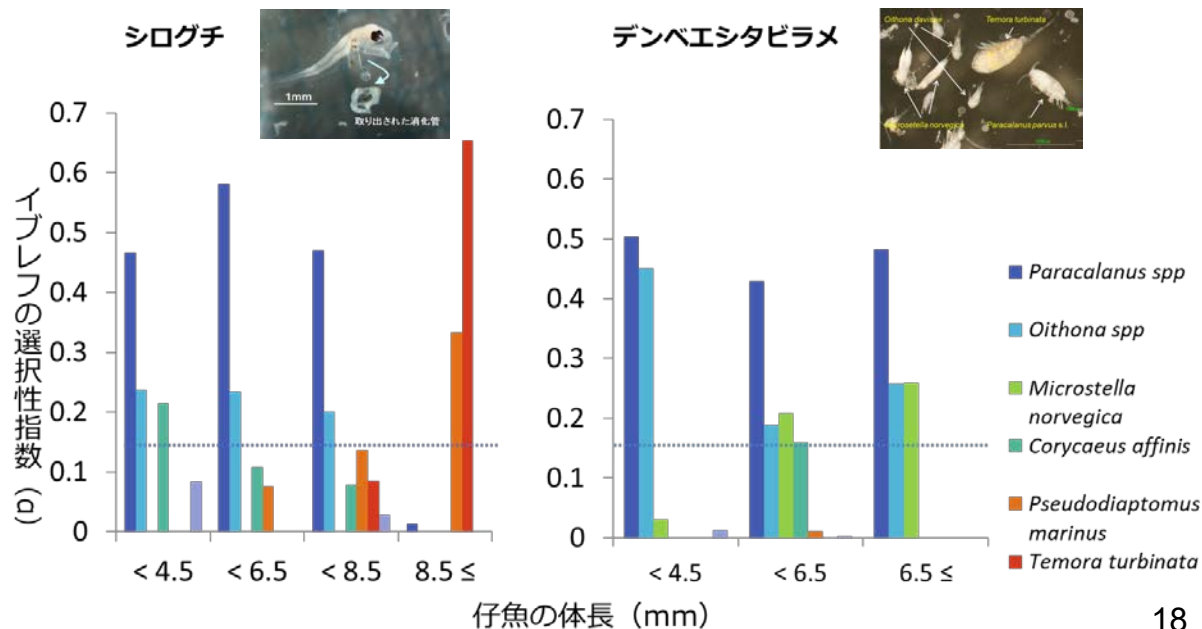 シログチ
1mm
取り出された消化管
デンベエシタビラメ
Oithona davisae
Temora turbinata
Microsetella norvegica
Paracalanus parvus s.l.
イブレフの選択性指数（α）
0.7
0.6
0.5
0.4
0.3
0.2
0.1
0
< 4.5
< 6.5
< 8.5
8.5 ≤
0.7
0.6
0.5
0.4
0.3
0.2
0.1
0
< 4.5
< 6.5
6.5 ≤
仔魚の体長（mm）
Paracalanus spp
Oithona spp
Microstella
norvegica
Corycaeus affinis
Pseudodiaptomus
marinus
Temora turbinata
18